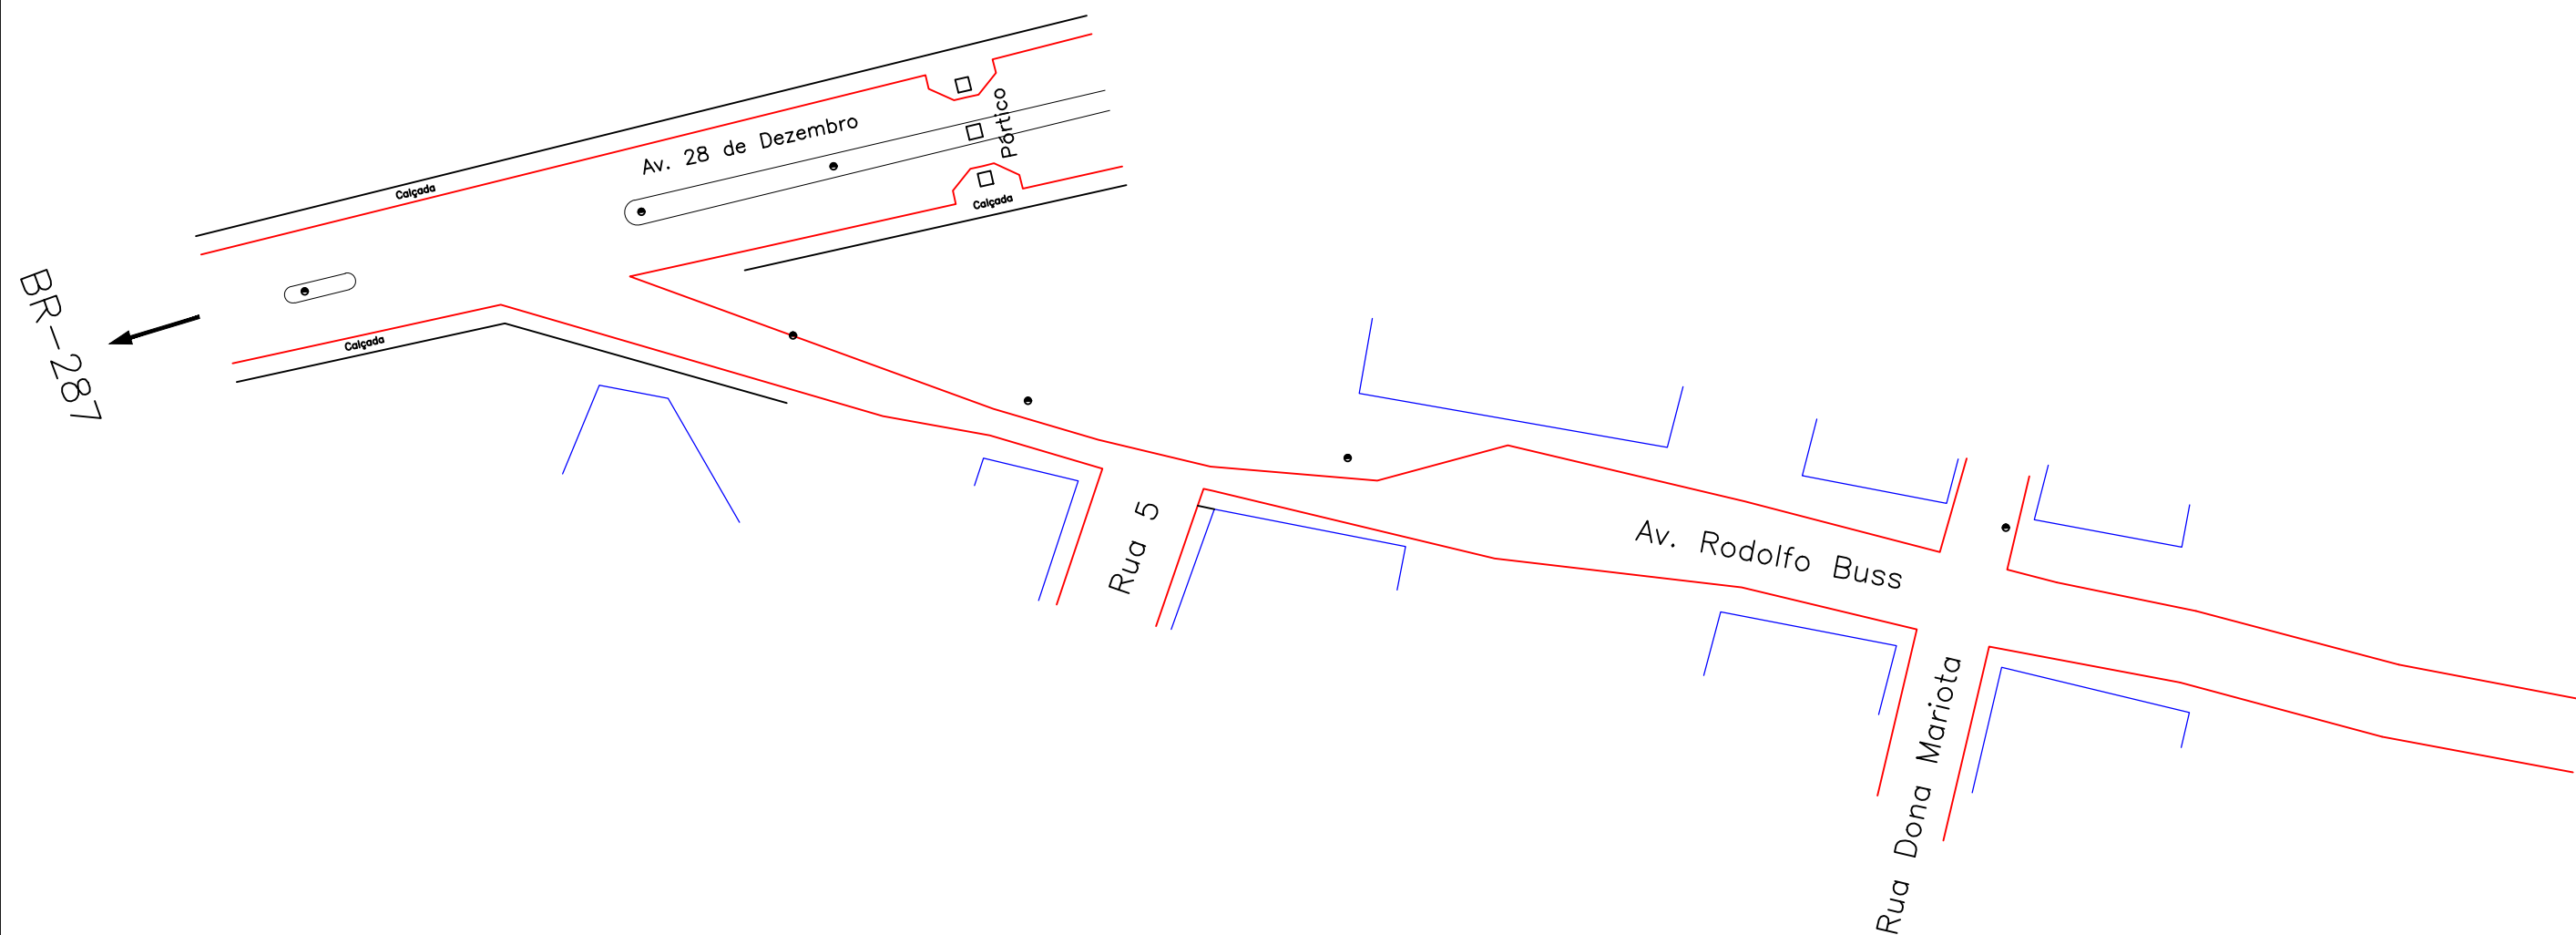 Av. 28 de Dezembro
Pórtico
Calçada
Calçada
BR-287
Calçada
Rua 5
Av. Rodolfo Buss
Rua Dona Mariota